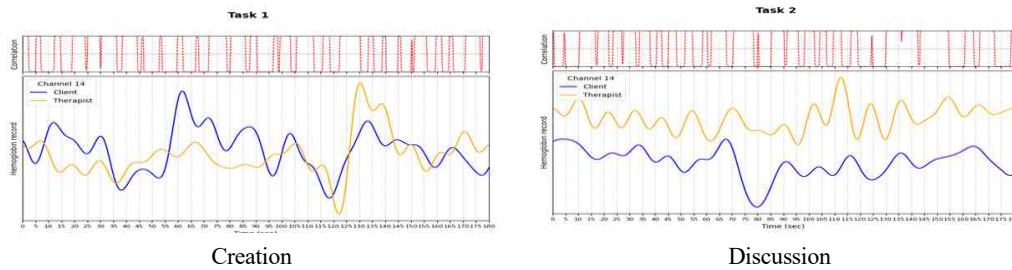 Task 1
Correlation
Channel 14
Client
Therapist
Hemoglobin record
0 5 10 15 20 25 30 35 40 45 50 55 60 65 70 75 80 85 90 95 100 105 110 115 120 125 130 135 140 145 150 155 160 165 170 175 180
Time (sec)
Creation
Task 2
Correlation
Channel 14
Client
Therapist
Hemoglobin record
0 5 10 15 20 25 30 35 40 45 50 55 60 65 70 75 80 85 90 95 100 105 110 115 120 125 130 135 140 145 150 155 160 165 170 175
Time (sec)
Discussion